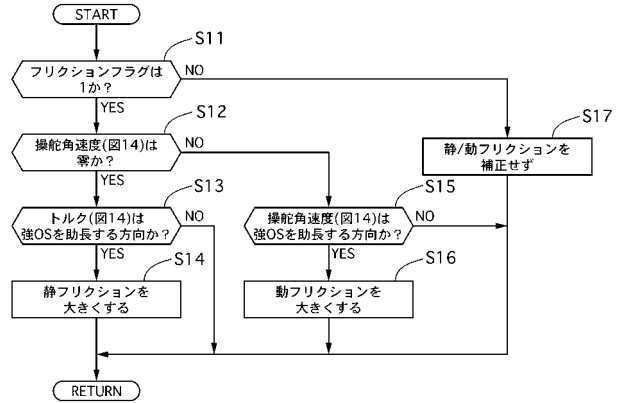 START
S11
フリクションフラグは
1か？
NO
YES
S12
操舵角速度(図14)は
零か？
NO
YES
S17
静/動フリクションを
補正せず
S13
トルク(図14)は
強OSを助長する方向か？
NO
YES
S15
操舵角速度(図14)は
強OSを助長する方向か？
NO
YES
S14
静フリクションを
大きくする
S16
動フリクションを
大きくする
RETURN